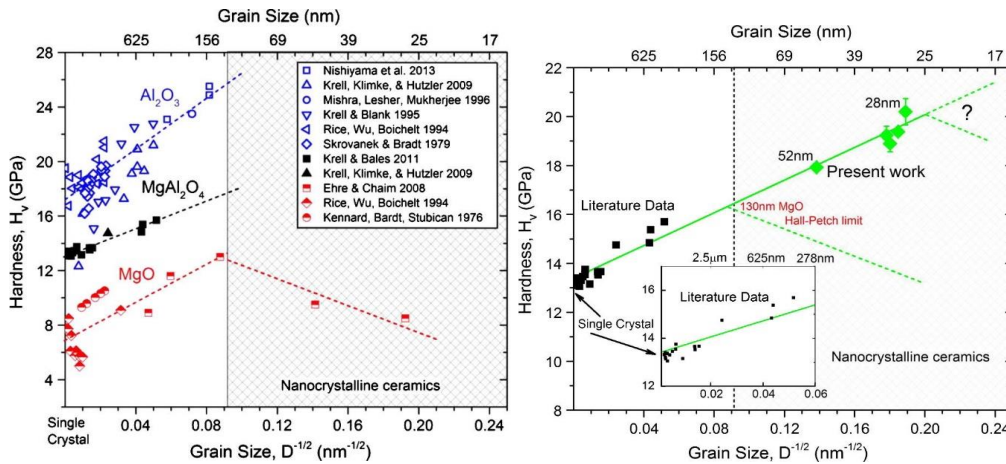 Grain Size (nm)
625 156 69 39 25 17
Hardness, Hv (GPa)
28
26
24
22
20
18
16
14
12
10
8
6
4
Al2O3
MgAl2O4
MgO
Nishiyama et al. 2013
Krell, Klimke, & Hutzler 2009
Mishra, Lesher, Mukherjee 1996
Krell & Blank 1995
Rice, Wu, Boichelt 1994
Skrovanek & Bradt 1979
Krell & Bales 2011
Krell, Klimke, & Hutzler 2009
Ehre & Chaim 2008
Rice, Wu, Boichelt 1994
Kennard, Bardt, Stubican 1976
Nanocrystalline ceramics
Single
Crystal
0.04 0.08 0.12 0.16 0.20 0.24
Grain Size, D-1/2 (nm-1/2)
Grain Size (nm)
625 156 69 39 25 17
Hardness, Hv (GPa)
22
20
18
16
14
12
10
28nm
?
52nm
Present work
Literature Data
130nm MgO
Hall-Petch limit
Single Crystal
2.5μm 625nm 278nm
Literature Data
16
14
12
0.02 0.04 0.06
Nanocrystalline ceramics
0.00 0.04 0.08 0.12 0.16 0.20 0.24
Grain Size, D-1/2 (nm-1/2)